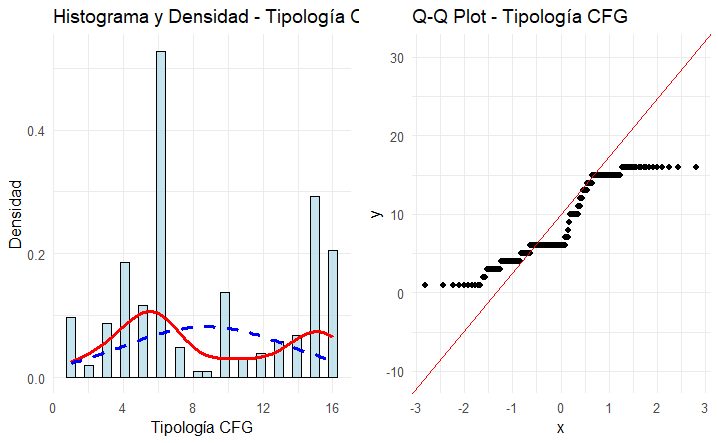 Histograma y Densidad - Tipología C
Densidad
0.4
0.2
0.0
0 4 8 12 16
Tipología CFG
Q-Q Plot - Tipología CFG
y
30
20
10
0
-10
-3 -2 -1 0 1 2 3
x